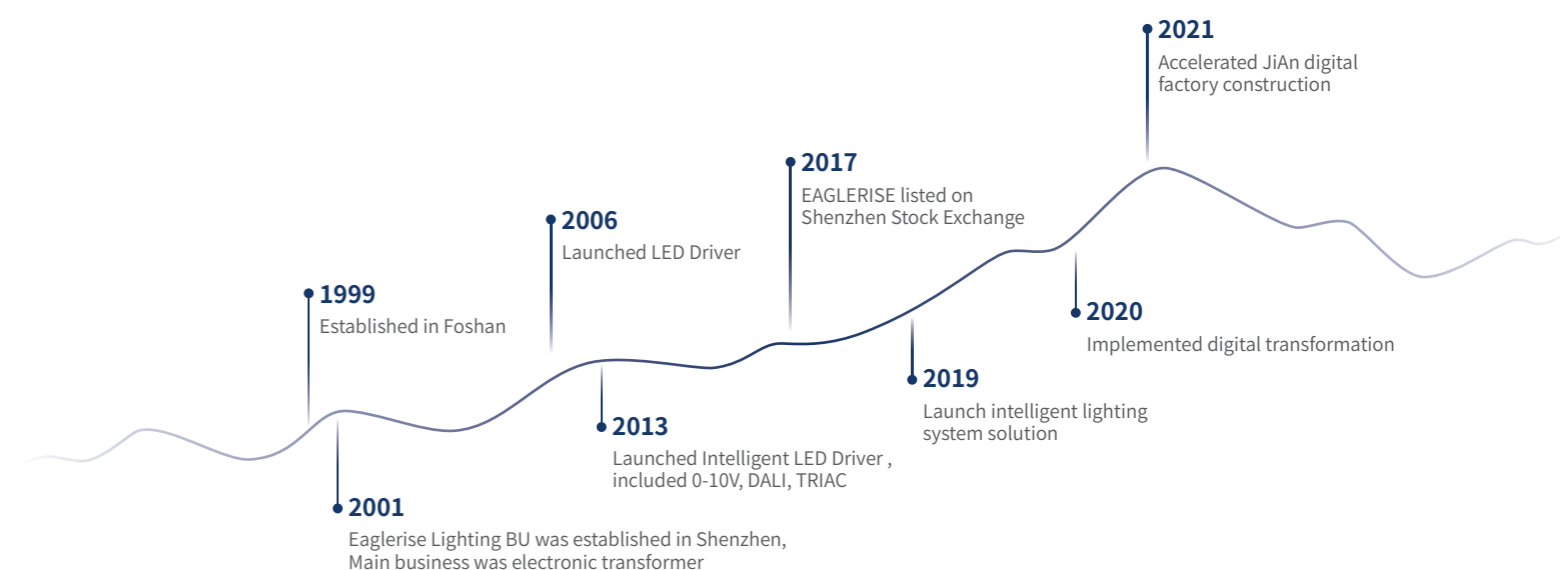 1999
Established in Foshan
2001
Eaglerise Lighting BU was established in Shenzhen,
Main business was electronic transformer
2006
Launched LED Driver
2013
Launched Intelligent LED Driver ,
included 0-10V, DALI, TRIAC
2017
EAGLERISE listed on
Shenzhen Stock Exchange
2019
Launch intelligent lighting
system solution
2020
Implemented digital transformation
2021
Accelerated JiAn digital
factory construction